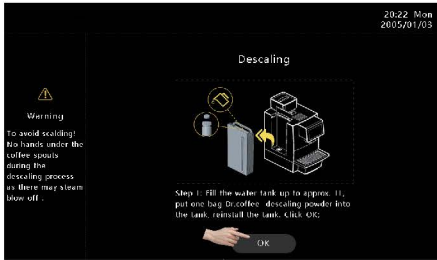 20:22 Mon
2005/01/03
Descaling
Warning
To avoid scalding!
No hands under the
coffee spouts
during the
descaling process
as there may steam
blow off .
Step 1: Fill the water tank up to approx. 1L,
put one bag Dr.coffee descaling powder into
the tank, reinstall the tank. Click OK;
OK